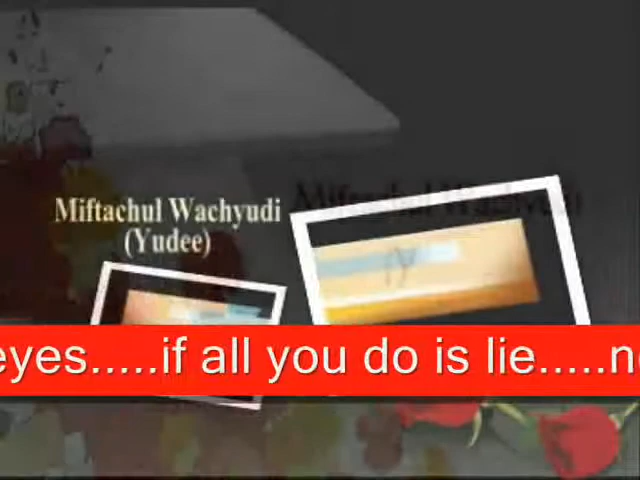 Miftachul Wachyudi
(Yudee)
eyes.....if all you do is lie.....n